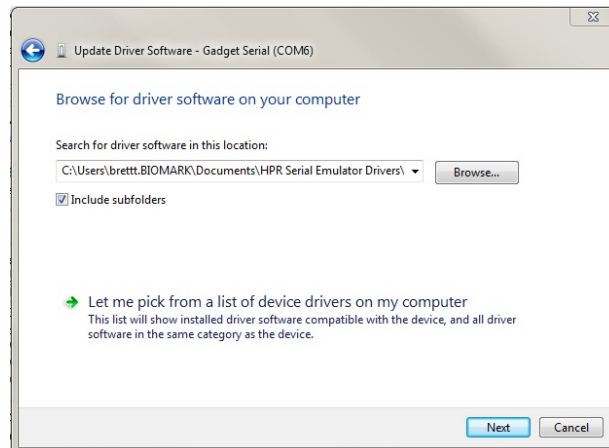 Update Driver Software - Gadget Serial (COM6)
Browse for driver software on your computer
Search for driver software in this location:
C:\Users\brettt.BIOMARK\Documents\HPR Serial Emulator Drivers\
Browse...
Include subfolders
Let me pick from a list of device drivers on my computer
This list will show installed driver software compatible with the device, and all driver
software in the same category as the device.
Next
Cancel